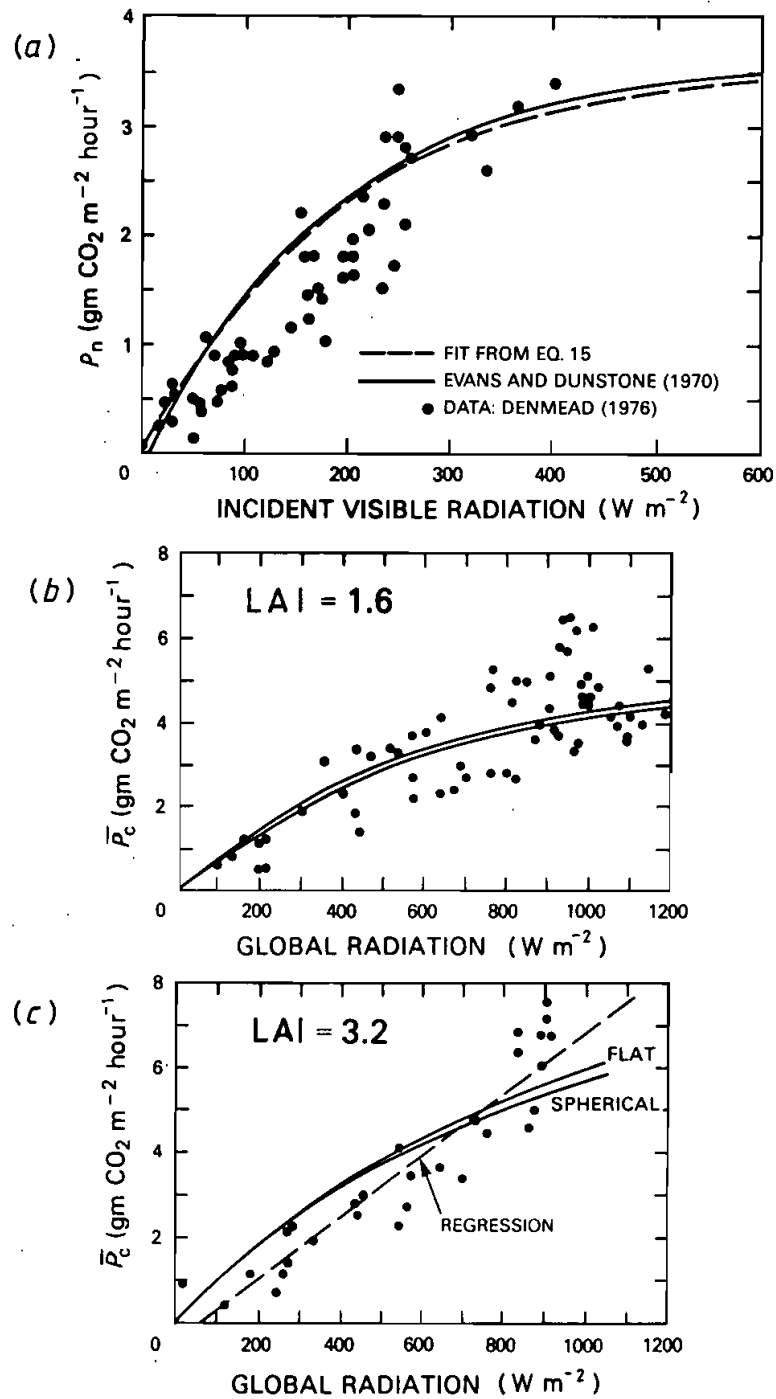 (a)
4
3
2
1
0
100
200
300
400
500
600
Pn (gm CO2 m−2 hour−1)
FIT FROM EQ. 15
EVANS AND DUNSTONE (1970)
DATA: DENMEAD (1976)
INCIDENT VISIBLE RADIATION (W m−2)
(b)
LAI = 1.6
8
6
4
2
0
200
400
600
800
1000
1200
P̅c (gm CO2 m−2 hour−1)
GLOBAL RADIATION (W m−2)
(c)
LAI = 3.2
8
6
4
2
0
200
400
600
800
1000
1200
P̅c (gm CO2 m−2 hour−1)
FLAT
SPHERICAL
REGRESSION
GLOBAL RADIATION (W m−2)